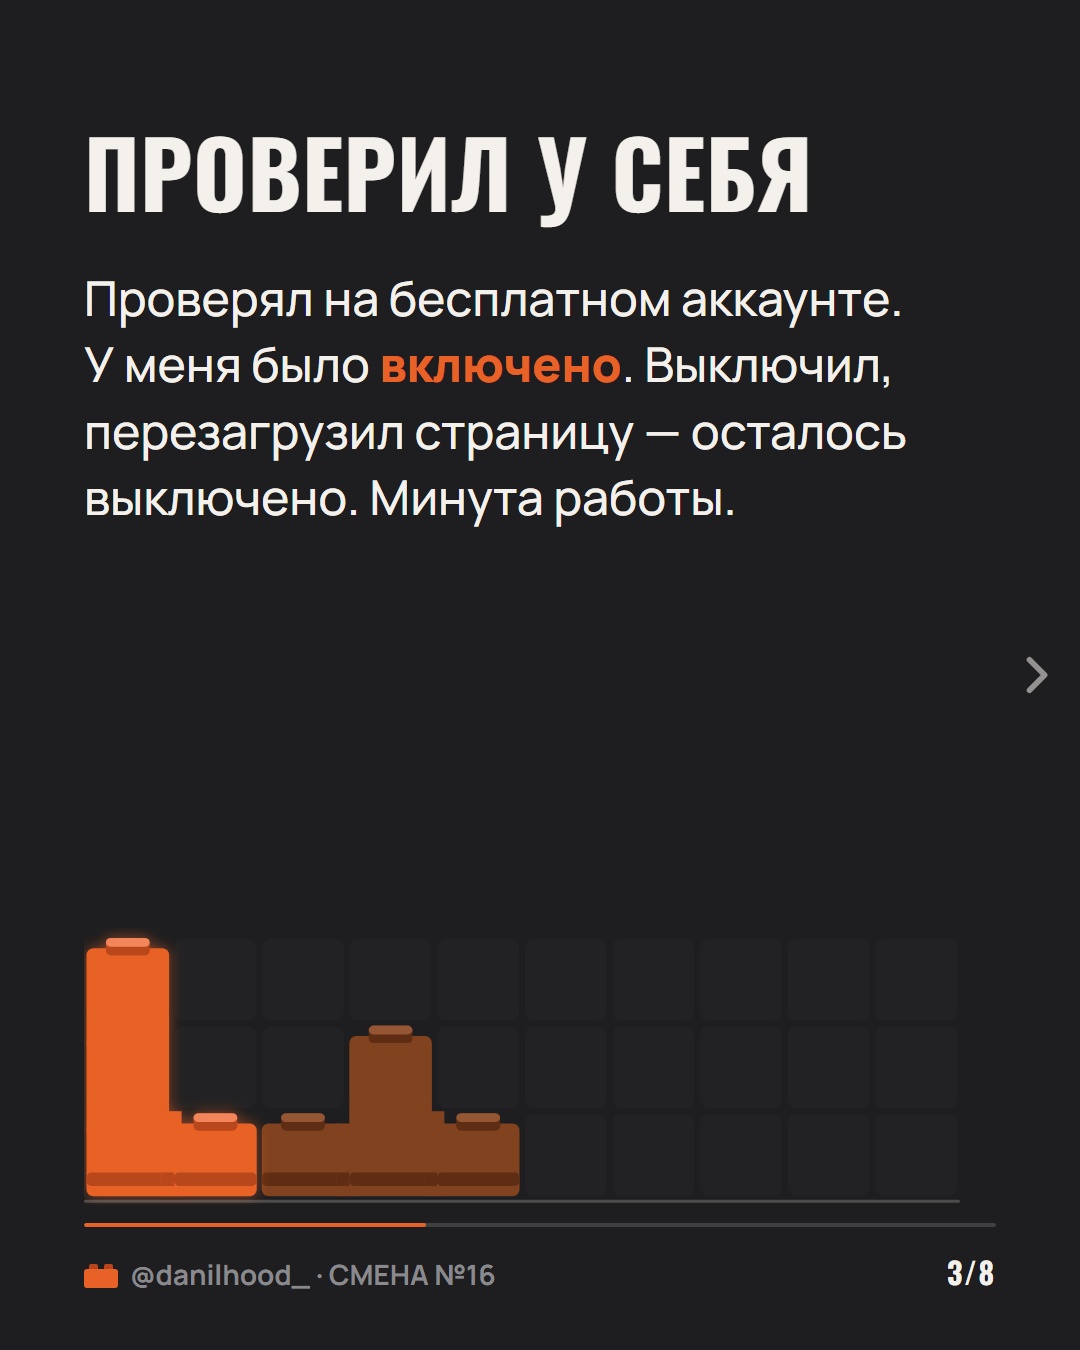 ПРОВЕРИЛ У СЕБЯ
Проверял на бесплатном аккаунте.
У меня было включено. Выключил,
перезагрузил страницу — осталось
выключено. Минута работы.
@danilhood_ · СМЕНА №16
3/8